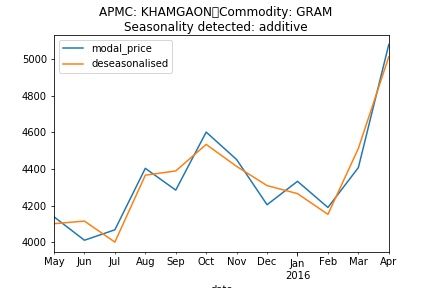 APMC: KHAMGAON Commodity: GRAM
Seasonality detected: additive
modal_price
deseasonalised
5000
4800
4600
4400
4200
4000
May Jun Jul Aug Sep Oct Nov Dec Jan Feb Mar Apr
2016